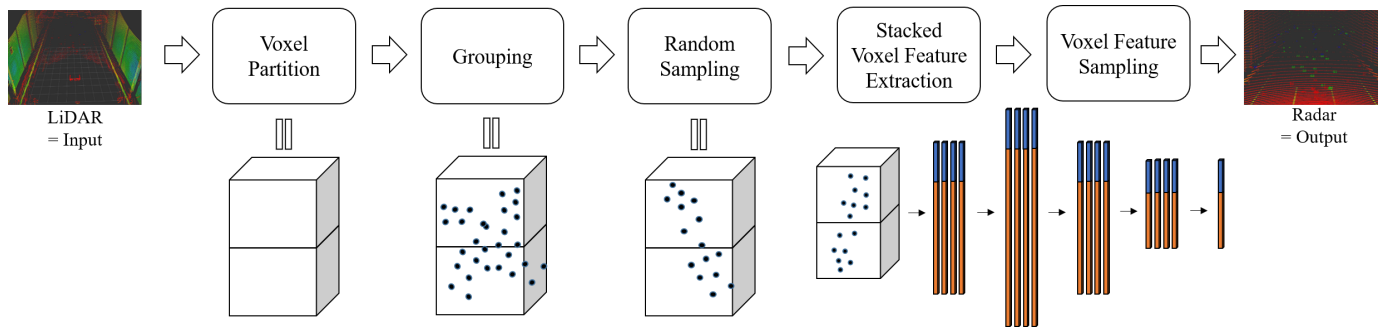 LiDAR
= Input
Voxel
Partition
Grouping
Random
Sampling
Stacked
Voxel Feature
Extraction
Voxel Feature
Sampling
Radar
= Output